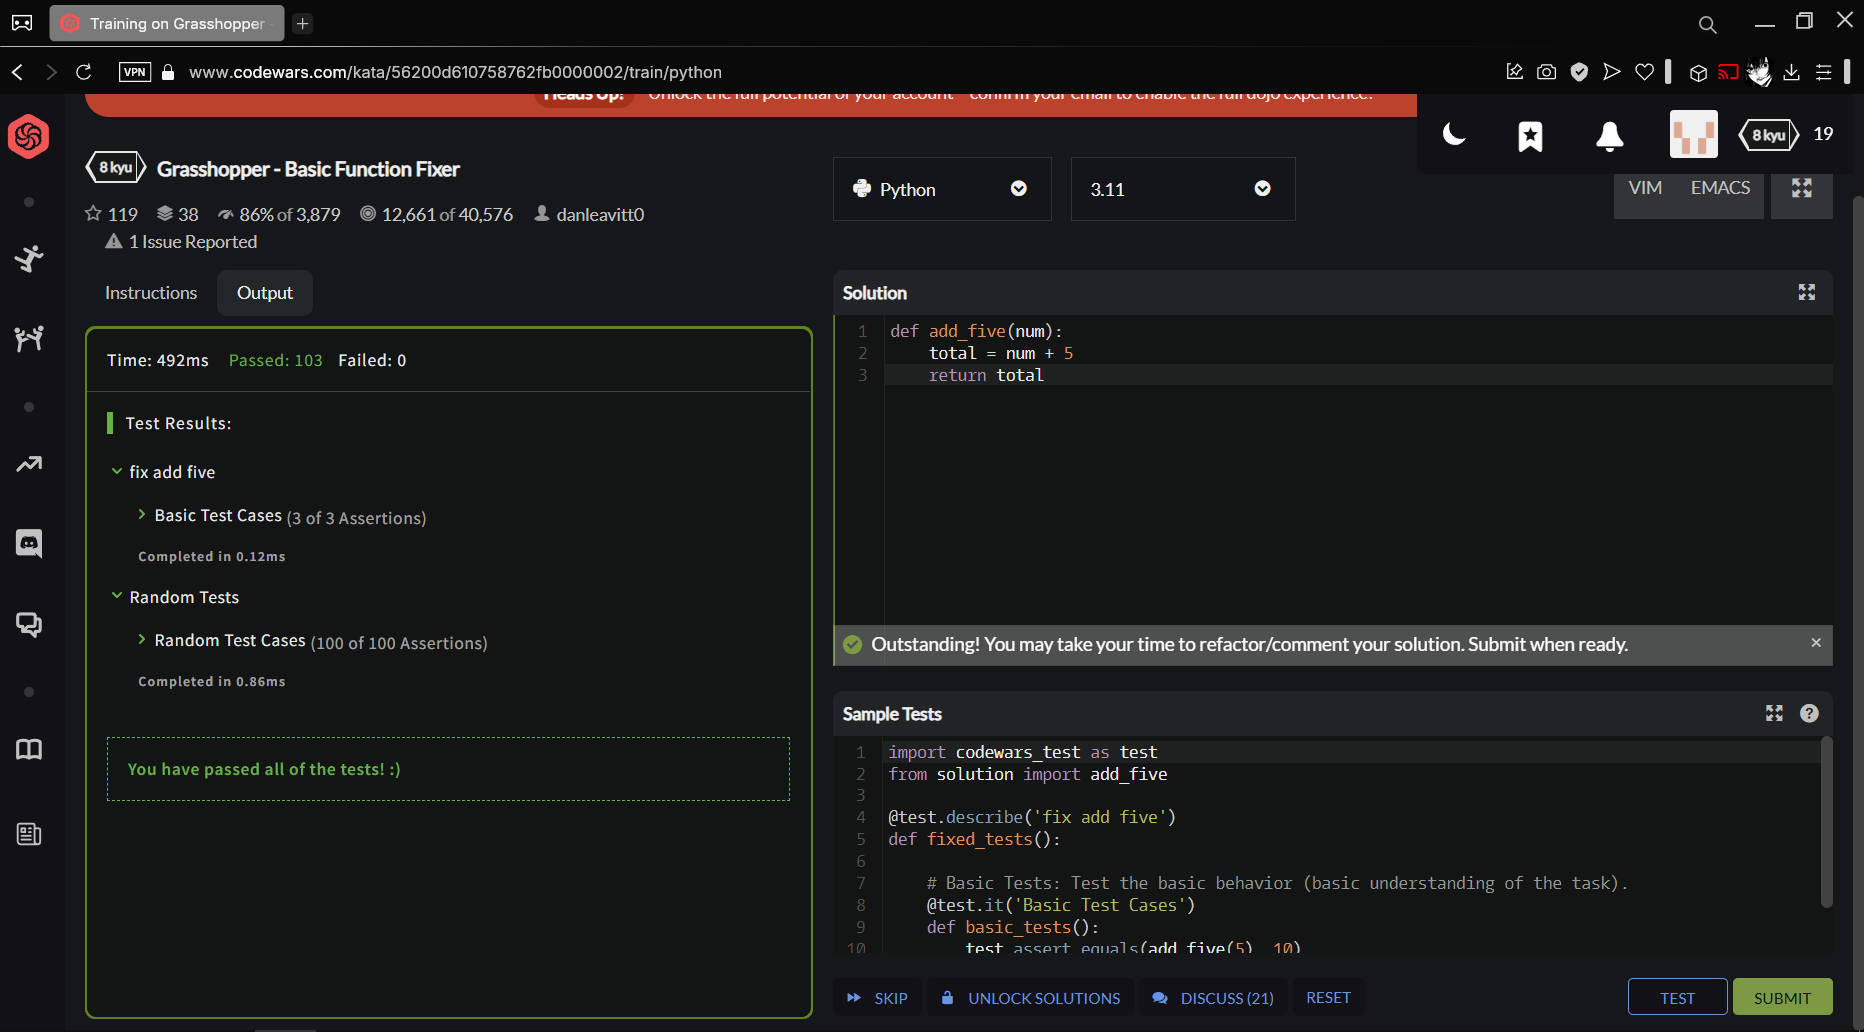 Training on Grasshopper
VPN
www.codewars.com/kata/56200d610758762fb0000002/train/python
Heads Up! Unlock the full potential of your account - confirm your email to enable the full dojo experience.
8 kyu 19
8 kyu Grasshopper - Basic Function Fixer
119 38 86% of 3,879 12,661 of 40,576 danleavitt0
1 Issue Reported
Python
3.11
VIM EMACS
Instructions Output
Time: 492ms Passed: 103 Failed: 0
Test Results:
fix add five
Basic Test Cases (3 of 3 Assertions)
Completed in 0.12ms
Random Tests
Random Test Cases (100 of 100 Assertions)
Completed in 0.86ms
You have passed all of the tests! :)
Solution
1 def add_five(num):
2 total = num + 5
3 return total
Outstanding! You may take your time to refactor/comment your solution. Submit when ready.
Sample Tests
1 import codewars_test as test
2 from solution import add_five
3
4 @test.describe('fix add five')
5 def fixed_tests():
6
7 # Basic Tests: Test the basic behavior (basic understanding of the task).
8 @test.it('Basic Test Cases')
9 def basic_tests():
10 test.assert_equals(add_five(5), 10)
SKIP UNLOCK SOLUTIONS DISCUSS (21) RESET TEST SUBMIT